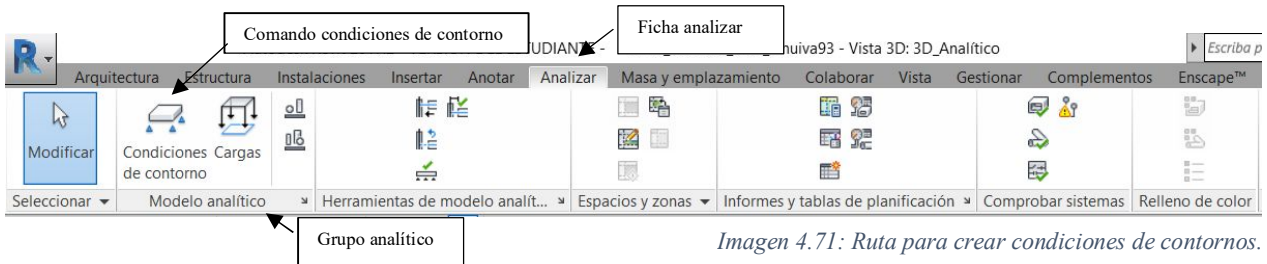 Comando condiciones de contorno
Ficha analizar
UDIANTE -
nuiva93 - Vista 3D: 3D_Analítico
Escriba p
Arquitectura Estructura Instalaciones Insertar Anotar Analizar Masa y emplazamiento Colaborar Vista Gestionar Complementos Enscape™
Modificar
Condiciones de contorno
Cargas
Seleccionar Modelo analítico Herramientas de modelo analít... Espacios y zonas Informes y tablas de planificación Comprobar sistemas Relleno de color
Grupo analítico
Imagen 4.71: Ruta para crear condiciones de contornos.